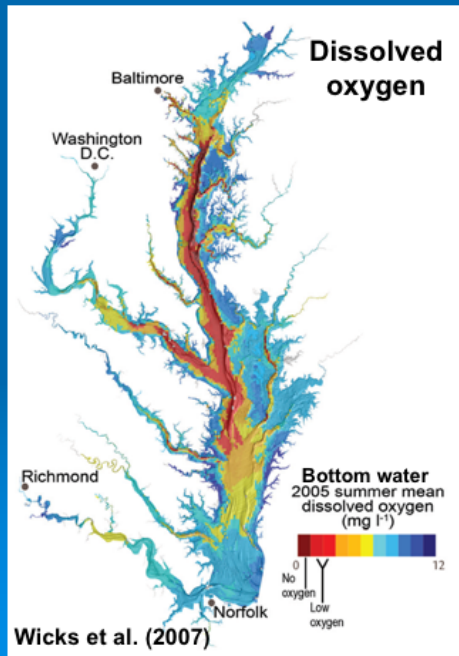 Dissolved
oxygen
Baltimore
Washington
D.C.
Richmond
Bottom water
2005 summer mean
dissolved oxygen
(mg l-1)
0
12
No
oxygen
Low
oxygen
Norfolk
Wicks et al. (2007)